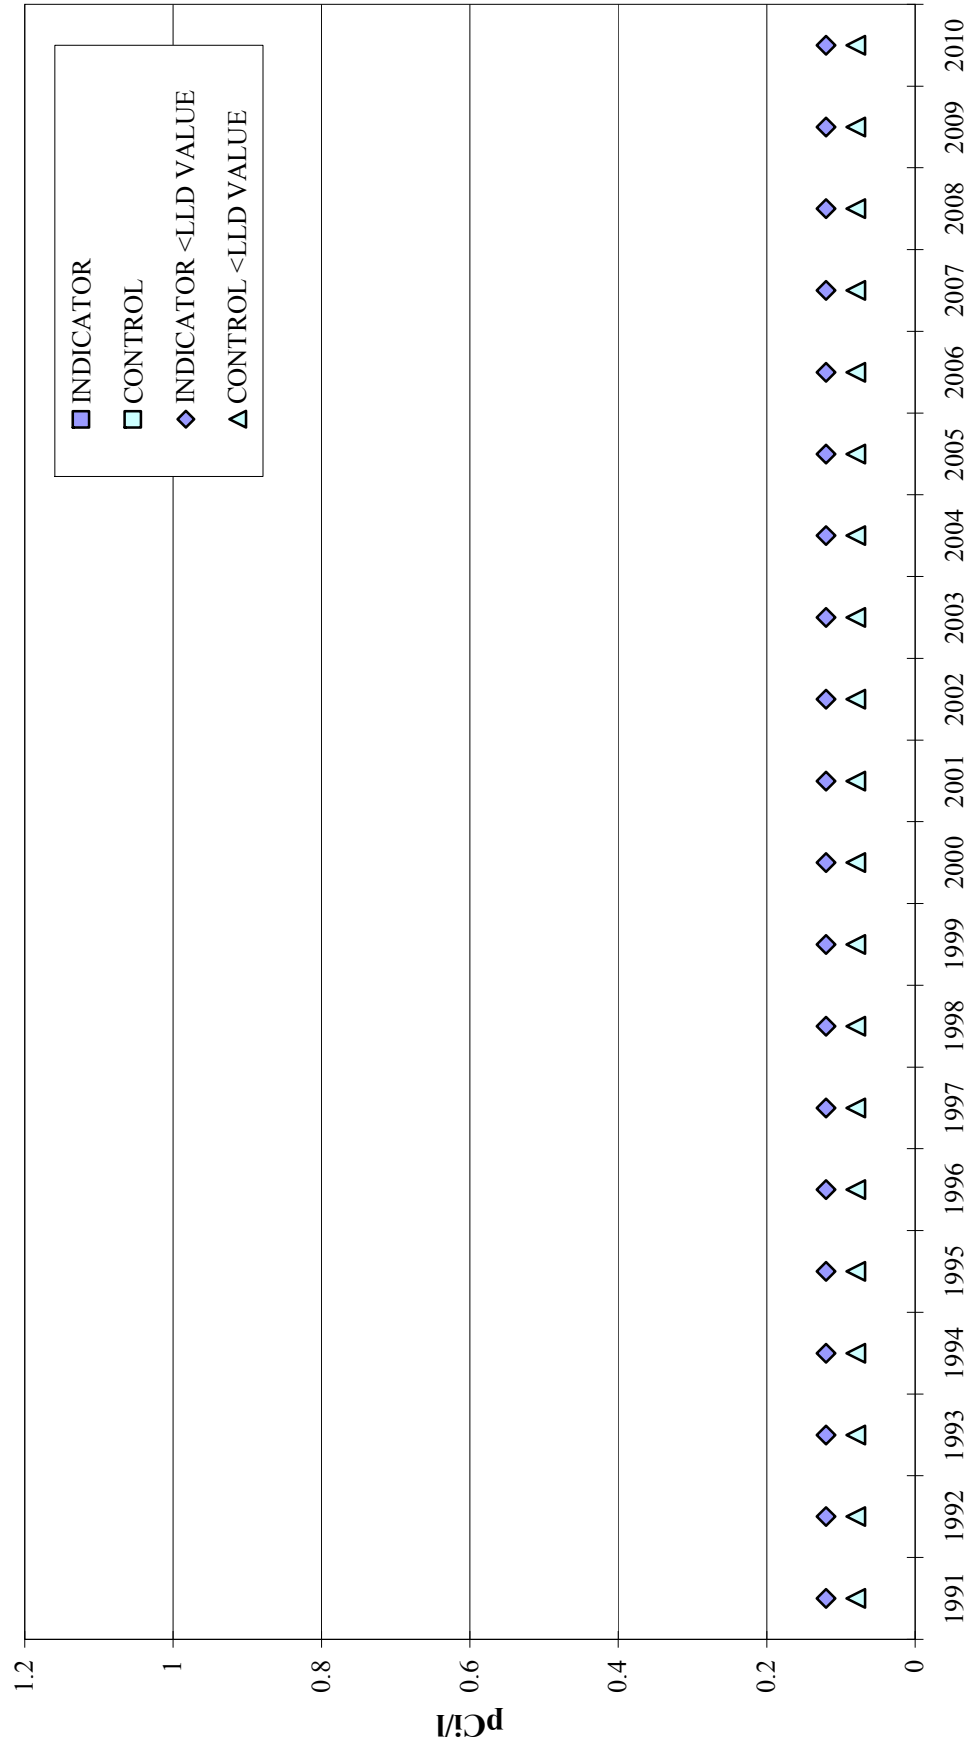 1.2
1
0.8
0.6
0.4
0.2
0
pCi/l
INDICATOR
CONTROL
INDICATOR <LLD VALUE
CONTROL <LLD VALUE
1991 1992 1993 1994 1995 1996 1997 1998 1999 2000 2001 2002 2003 2004 2005 2006 2007 2008 2009 2010